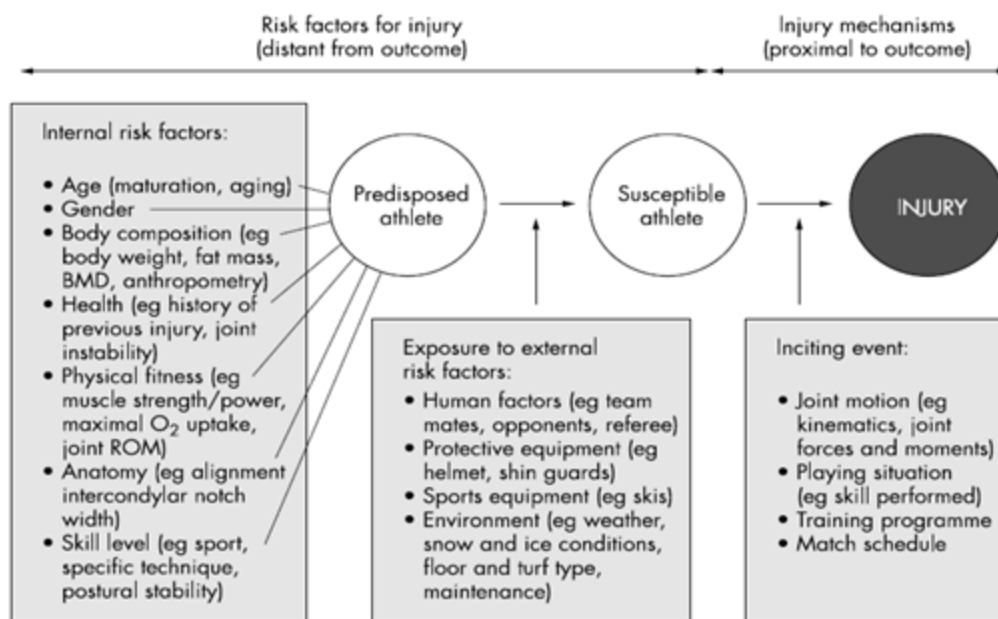 Risk factors for injury
(distant from outcome)
Injury mechanisms
(proximal to outcome)
Internal risk factors:
• Age (maturation, aging)
• Gender
• Body composition (eg
body weight, fat mass,
BMD, anthropometry)
• Health (eg history of
previous injury, joint
instability)
• Physical fitness (eg
muscle strength/power,
maximal O₂ uptake,
joint ROM)
• Anatomy (eg alignment
intercondylar notch
width)
• Skill level (eg sport,
specific technique,
postural stability)
Predisposed
athlete
Susceptible
athlete
INJURY
Exposure to external
risk factors:
• Human factors (eg team
mates, opponents, referee)
• Protective equipment (eg
helmet, shin guards)
• Sports equipment (eg skis)
• Environment (eg weather,
snow and ice conditions,
floor and turf type,
maintenance)
Inciting event:
• Joint motion (eg
kinematics, joint
forces and moments)
• Playing situation
(eg skill performed)
• Training programme
• Match schedule